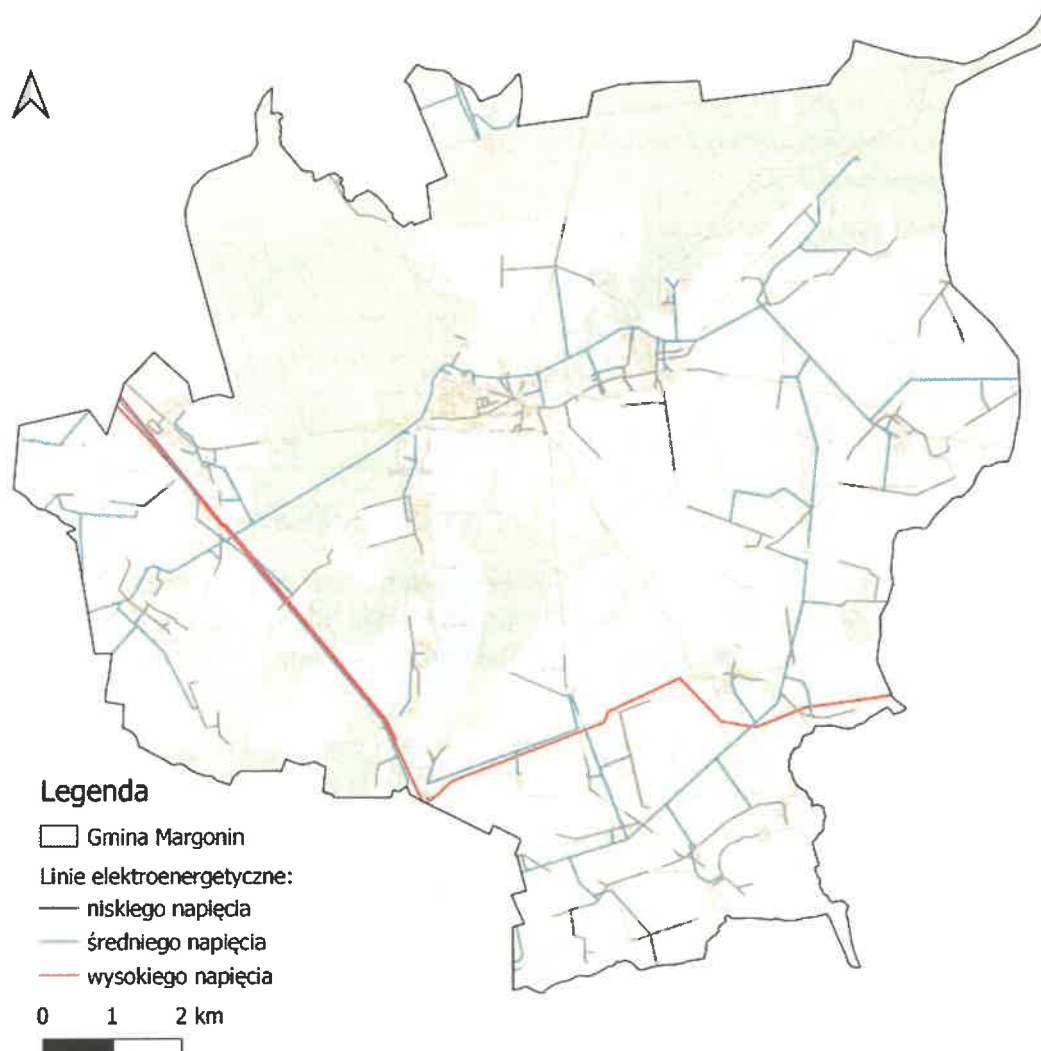 Legenda
Gmina Margonin
Linie elektroenergetyczne:
niskiego napięcia
średniego napięcia
wysokiego napięcia
0 1 2 km